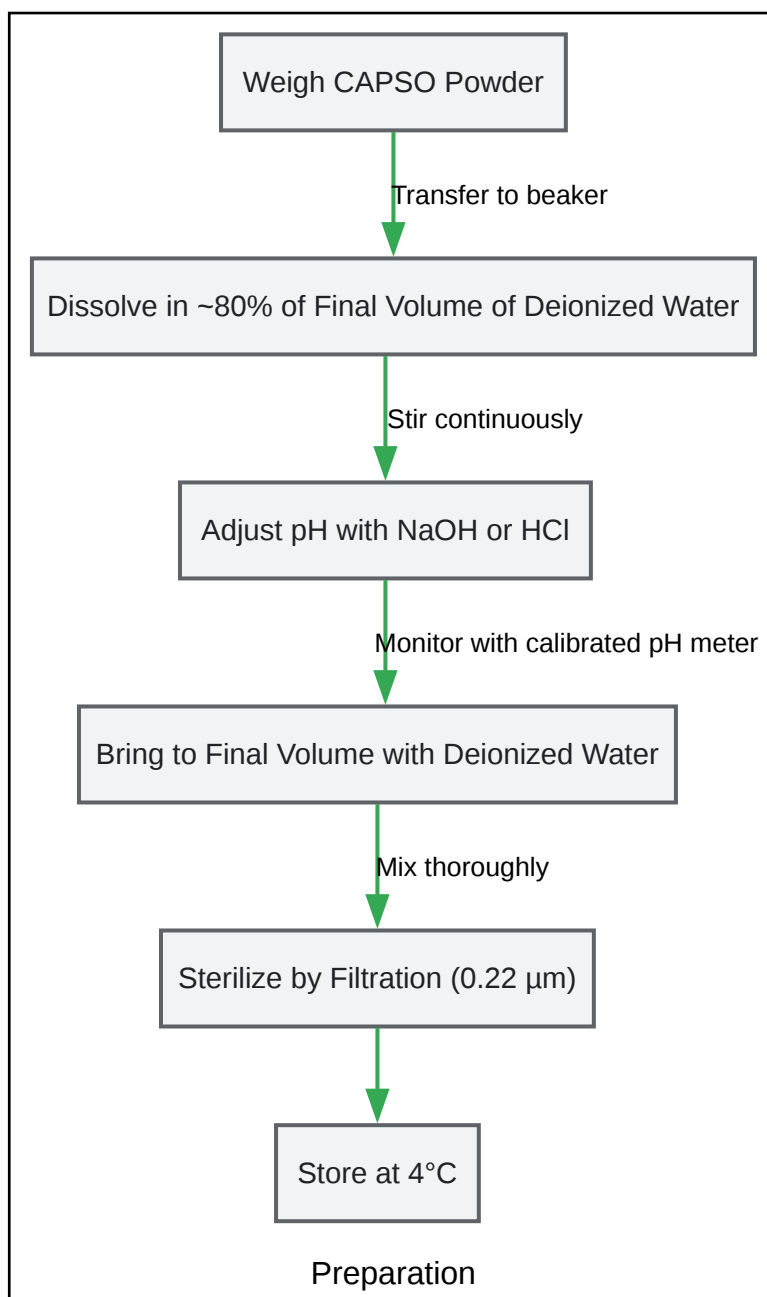 Weigh CAPSO Powder
Transfer to beaker
Dissolve in ~80% of Final Volume of Deionized Water
Stir continuously
Adjust pH with NaOH or HCl
Monitor with calibrated pH meter
Bring to Final Volume with Deionized Water
Mix thoroughly
Sterilize by Filtration (0.22 µm)
Store at 4°C
Preparation